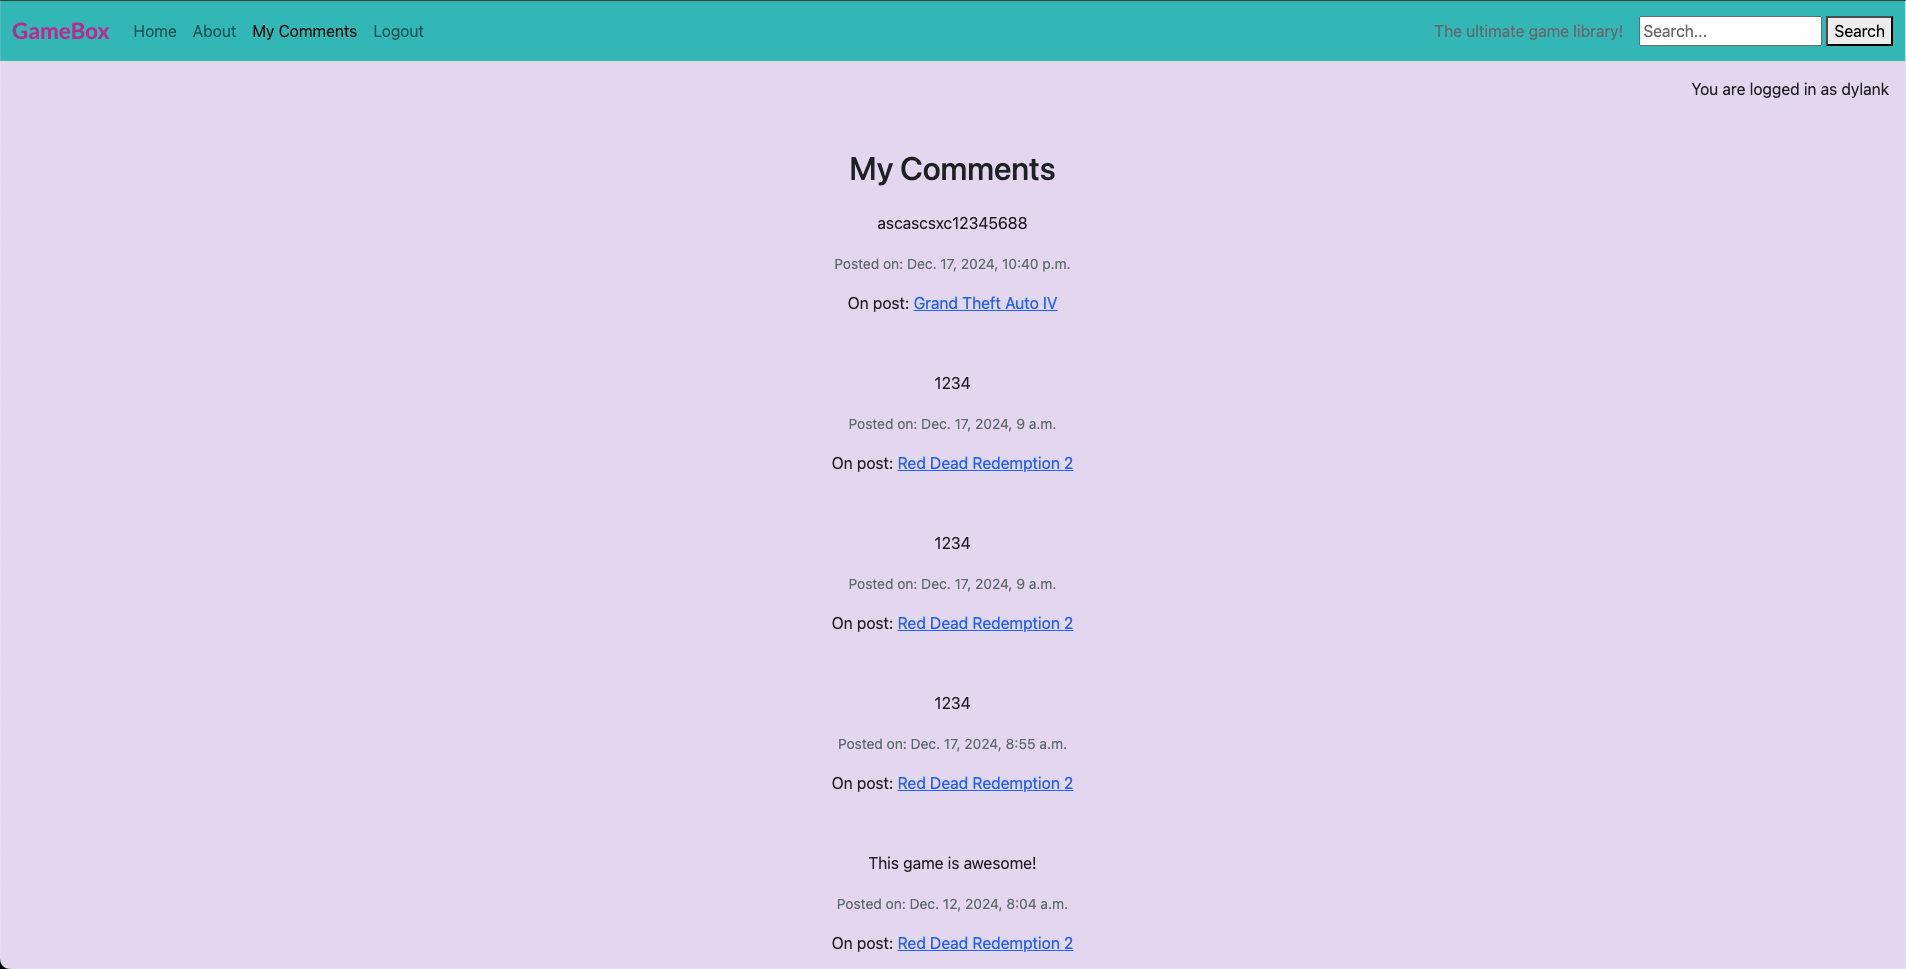 GameBox Home About My Comments Logout The ultimate game library! Search... Search
You are logged in as dylank
My Comments
ascascsxc12345688
Posted on: Dec. 17, 2024, 10:40 p.m.
On post: Grand Theft Auto IV
1234
Posted on: Dec. 17, 2024, 9 a.m.
On post: Red Dead Redemption 2
1234
Posted on: Dec. 17, 2024, 9 a.m.
On post: Red Dead Redemption 2
1234
Posted on: Dec. 17, 2024, 8:55 a.m.
On post: Red Dead Redemption 2
This game is awesome!
Posted on: Dec. 12, 2024, 8:04 a.m.
On post: Red Dead Redemption 2